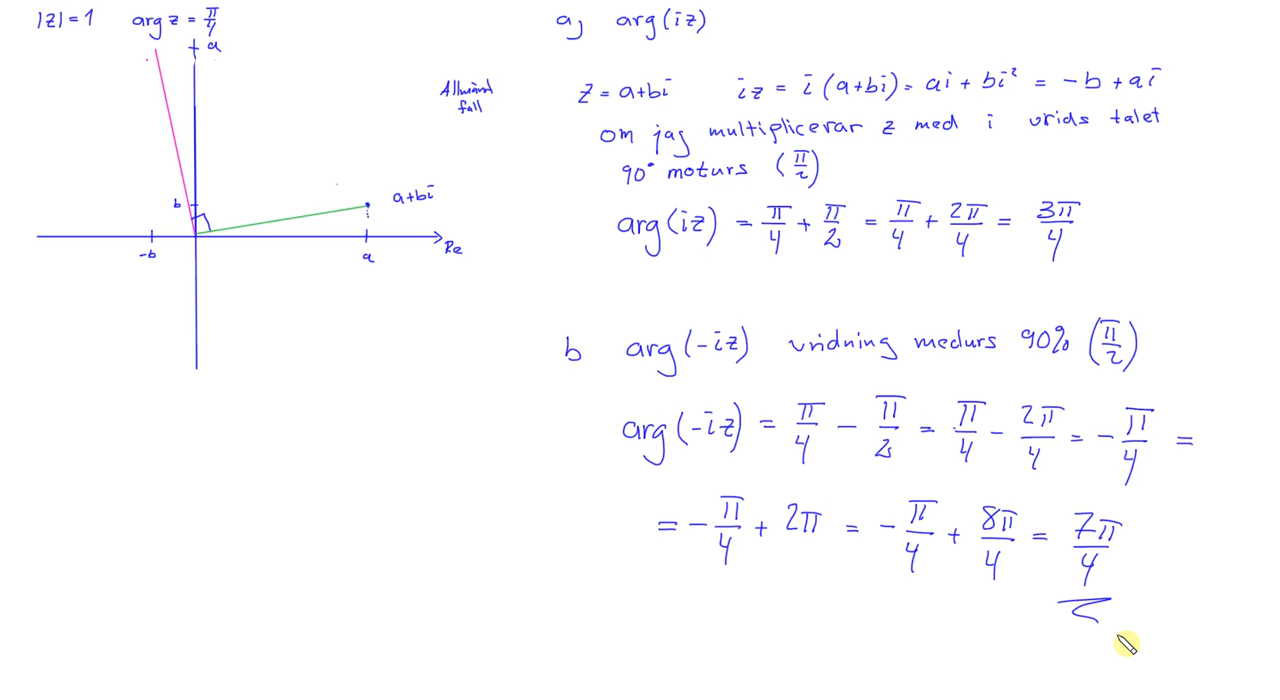 |z| = 1 arg z = π/4
a
Allmänd
fall
b
a+bi
-b
a
Re
a) arg(iz)
z = a+bi iz = i(a+bi) = ai + bi² = -b + ai
om jag multiplicerar z med i vrids talet
90° moturs (π/2)
arg(iz) = π/4 + π/2 = π/4 + 2π/4 = 3π/4
b arg(-iz) vridning medurs 90% (π/2)
arg(-iz) = π/4 - π/2 = π/4 - 2π/4 = -π/4 =
= -π/4 + 2π = -π/4 + 8π/4 = 7π/4